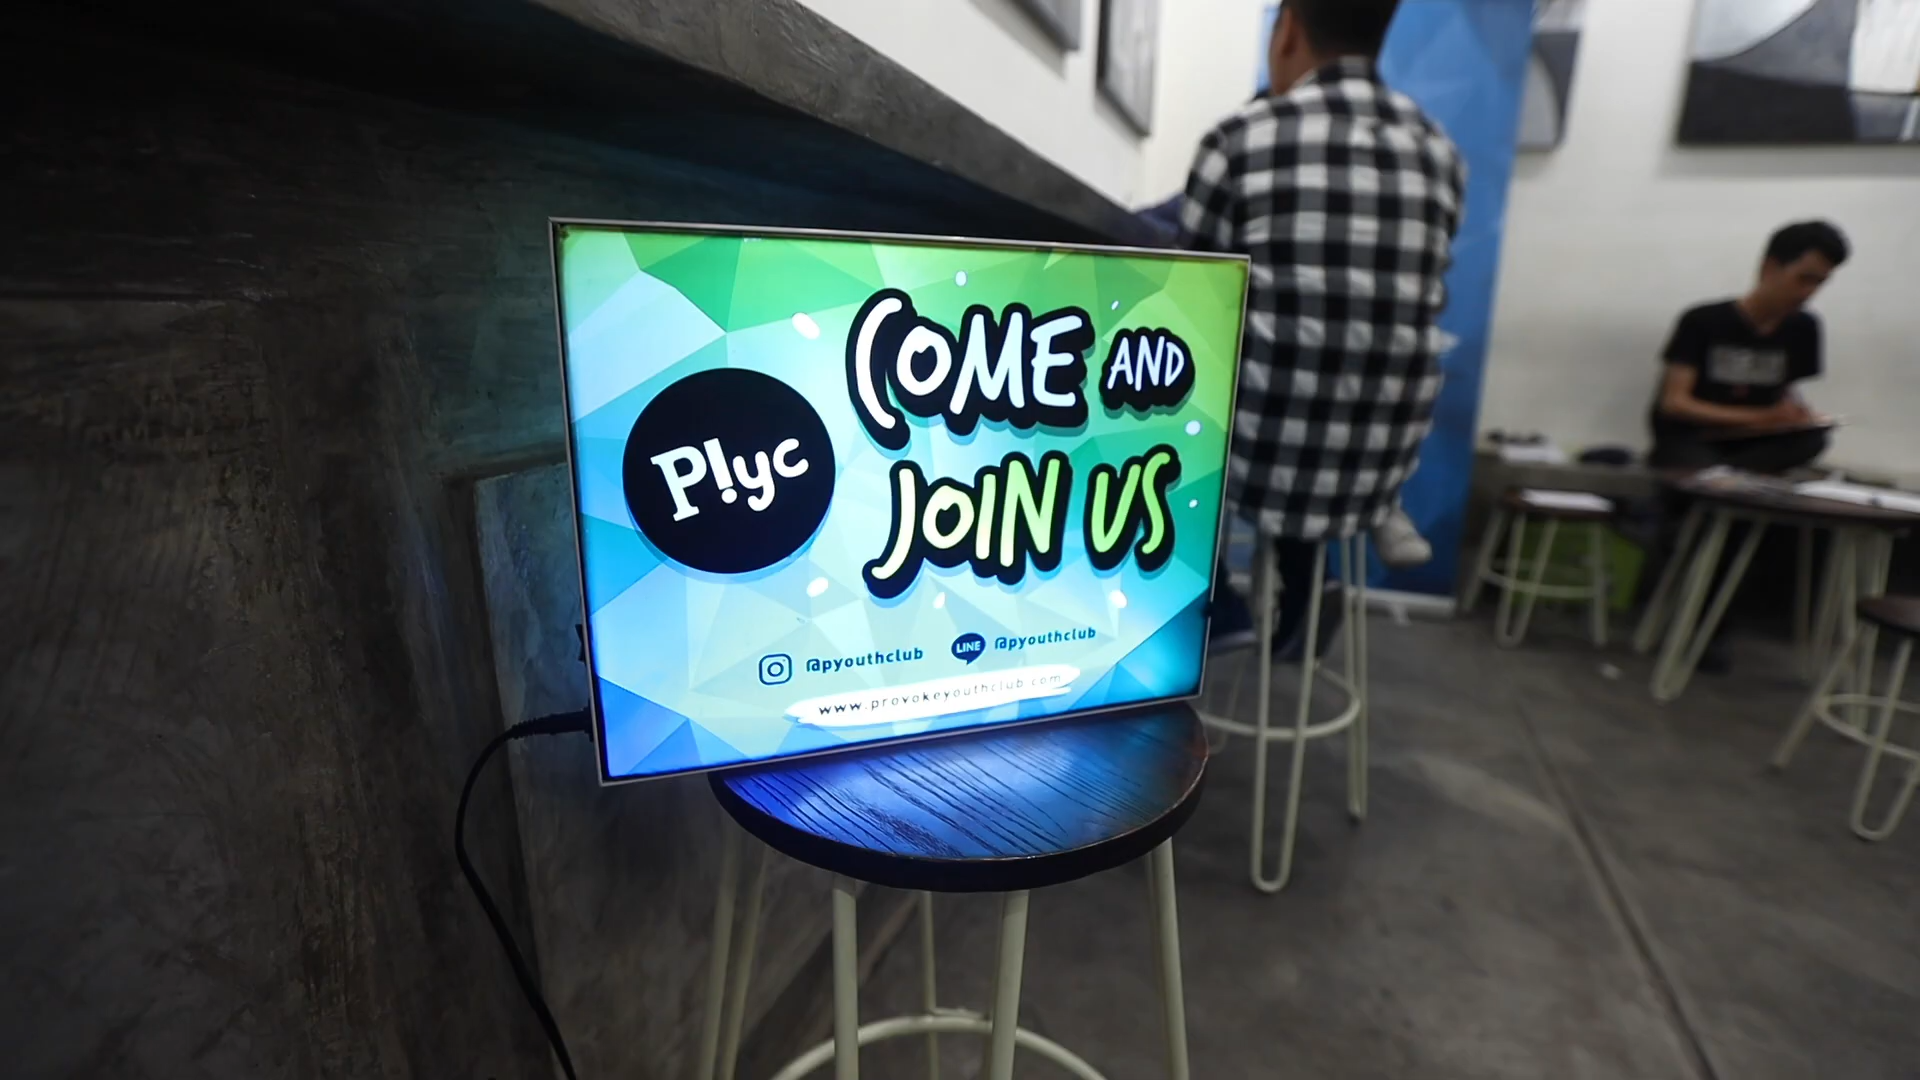 P!yc
COME AND
JOIN US
@pyouthclub LINE @pyouthclub
www.provokeyouthclub.com